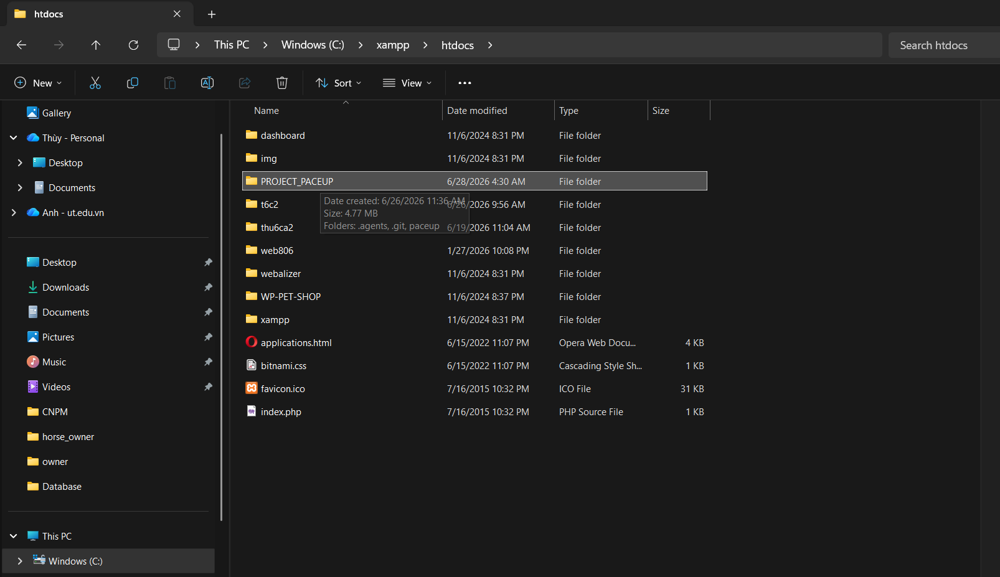 htdocs
This PC Windows (C:) xampp htdocs
Search htdocs
New Sort View
Gallery
Thùy - Personal
Desktop
Documents
Anh - ut.edu.vn
Desktop
Downloads
Documents
Pictures
Music
Videos
CNPM
horse_owner
owner
Database
This PC
Windows (C:)
Name Date modified Type Size
dashboard 11/6/2024 8:31 PM File folder
img 11/6/2024 8:31 PM File folder
PROJECT_PACEUP 6/28/2026 4:30 AM File folder
t6c2 6/26/2026 9:56 AM File folder
Date created: 6/26/2026 11:36 AM
Size: 4.77 MB
Folders: .agents, .git, paceup
thu6ca2 6/19/2026 11:04 AM File folder
web806 1/27/2026 10:08 PM File folder
webalizer 11/6/2024 8:31 PM File folder
WP-PET-SHOP 11/6/2024 8:37 PM File folder
xampp 11/6/2024 8:31 PM File folder
applications.html 6/15/2022 11:07 PM Opera Web Docu... 4 KB
bitnami.css 6/15/2022 11:07 PM Cascading Style Sh... 1 KB
favicon.ico 7/16/2015 10:32 PM ICO File 31 KB
index.php 7/16/2015 10:32 PM PHP Source File 1 KB